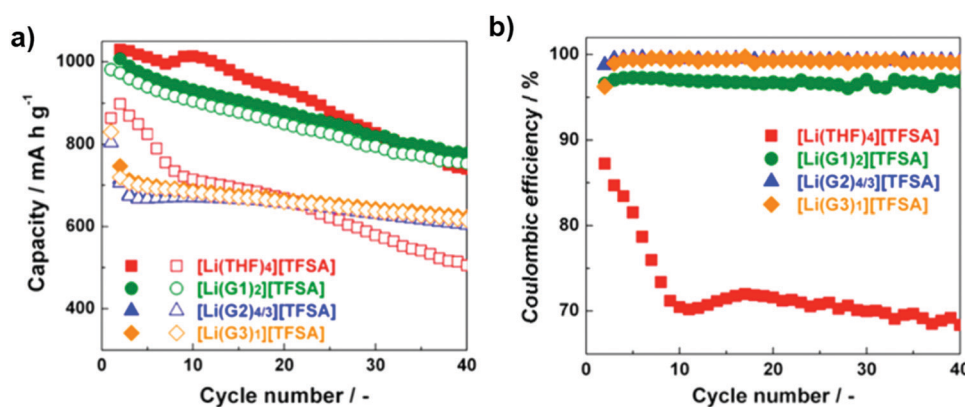 a)
Capacity / mA h g⁻¹
1000
800
600
400
[Li(THF)4][TFSA]
[Li(G1)2][TFSA]
[Li(G2)4/3][TFSA]
[Li(G3)1][TFSA]
0 10 20 30 40
Cycle number / -
b)
Coulombic efficiency / %
100
90
80
70
[Li(THF)4][TFSA]
[Li(G1)2][TFSA]
[Li(G2)4/3][TFSA]
[Li(G3)1][TFSA]
0 10 20 30 40
Cycle number / -